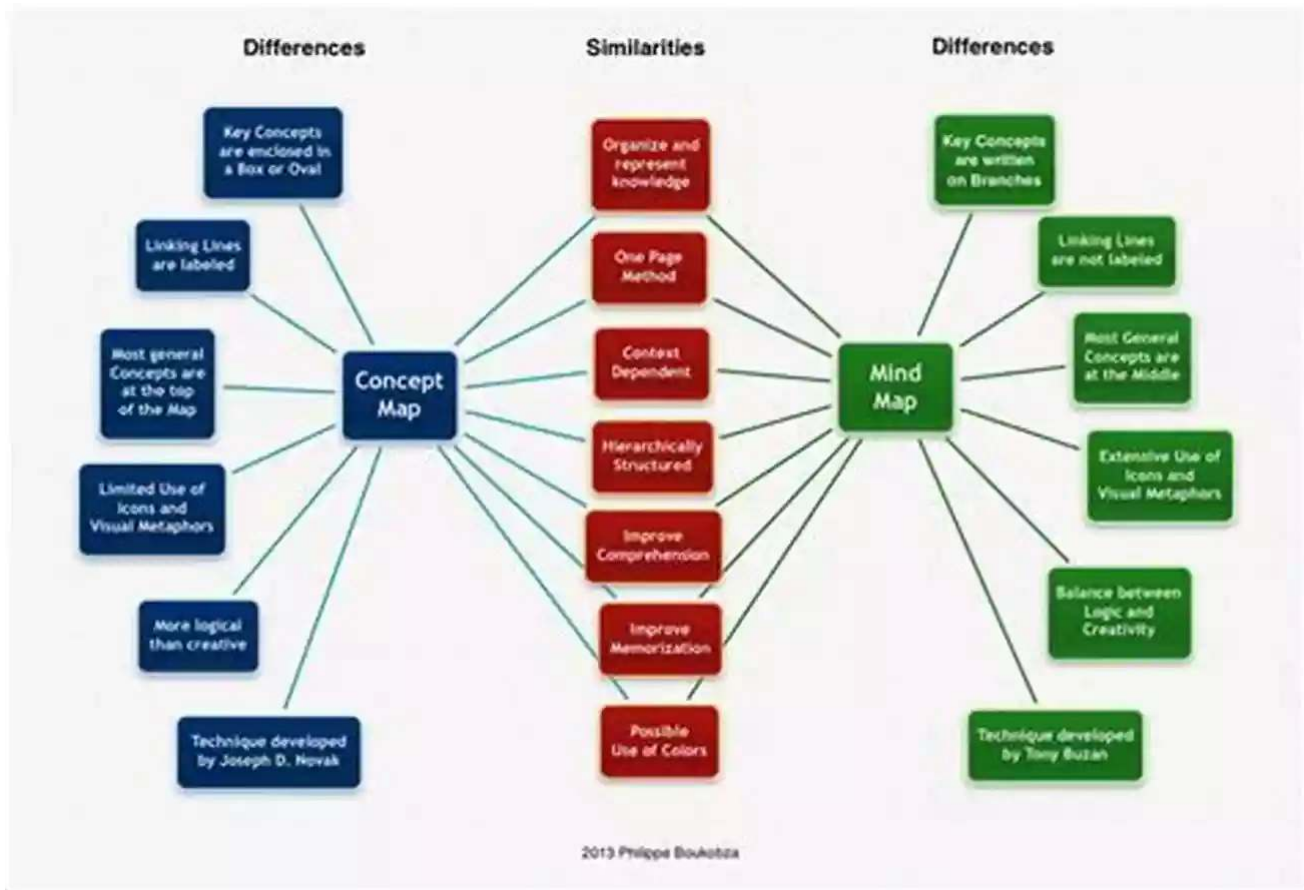 Differences
Similarities
Differences
Key Concepts
are enclosed in
a Box or Oval
Linking Lines
are labeled
Most general
Concepts are
at the top
of the Map
Limited Use of
Icons and
Visual Metaphors
More logical
than creative
Technique developed
by Joseph D. Novak
Concept
Map
Organize and
represent
knowledge
One Page
Method
Context
Dependent
Hierarchically
Structured
Improve
Comprehension
Improve
Memorization
Possible
Use of Colors
Mind
Map
Key Concepts
are written
on Branches
Linking Lines
are not labeled
Most General
Concepts are
at the Middle
Extensive Use of
Icons and
Visual Metaphors
Balance between
Logic and
Creativity
Technique developed
by Tony Buzan
2013 Philippe